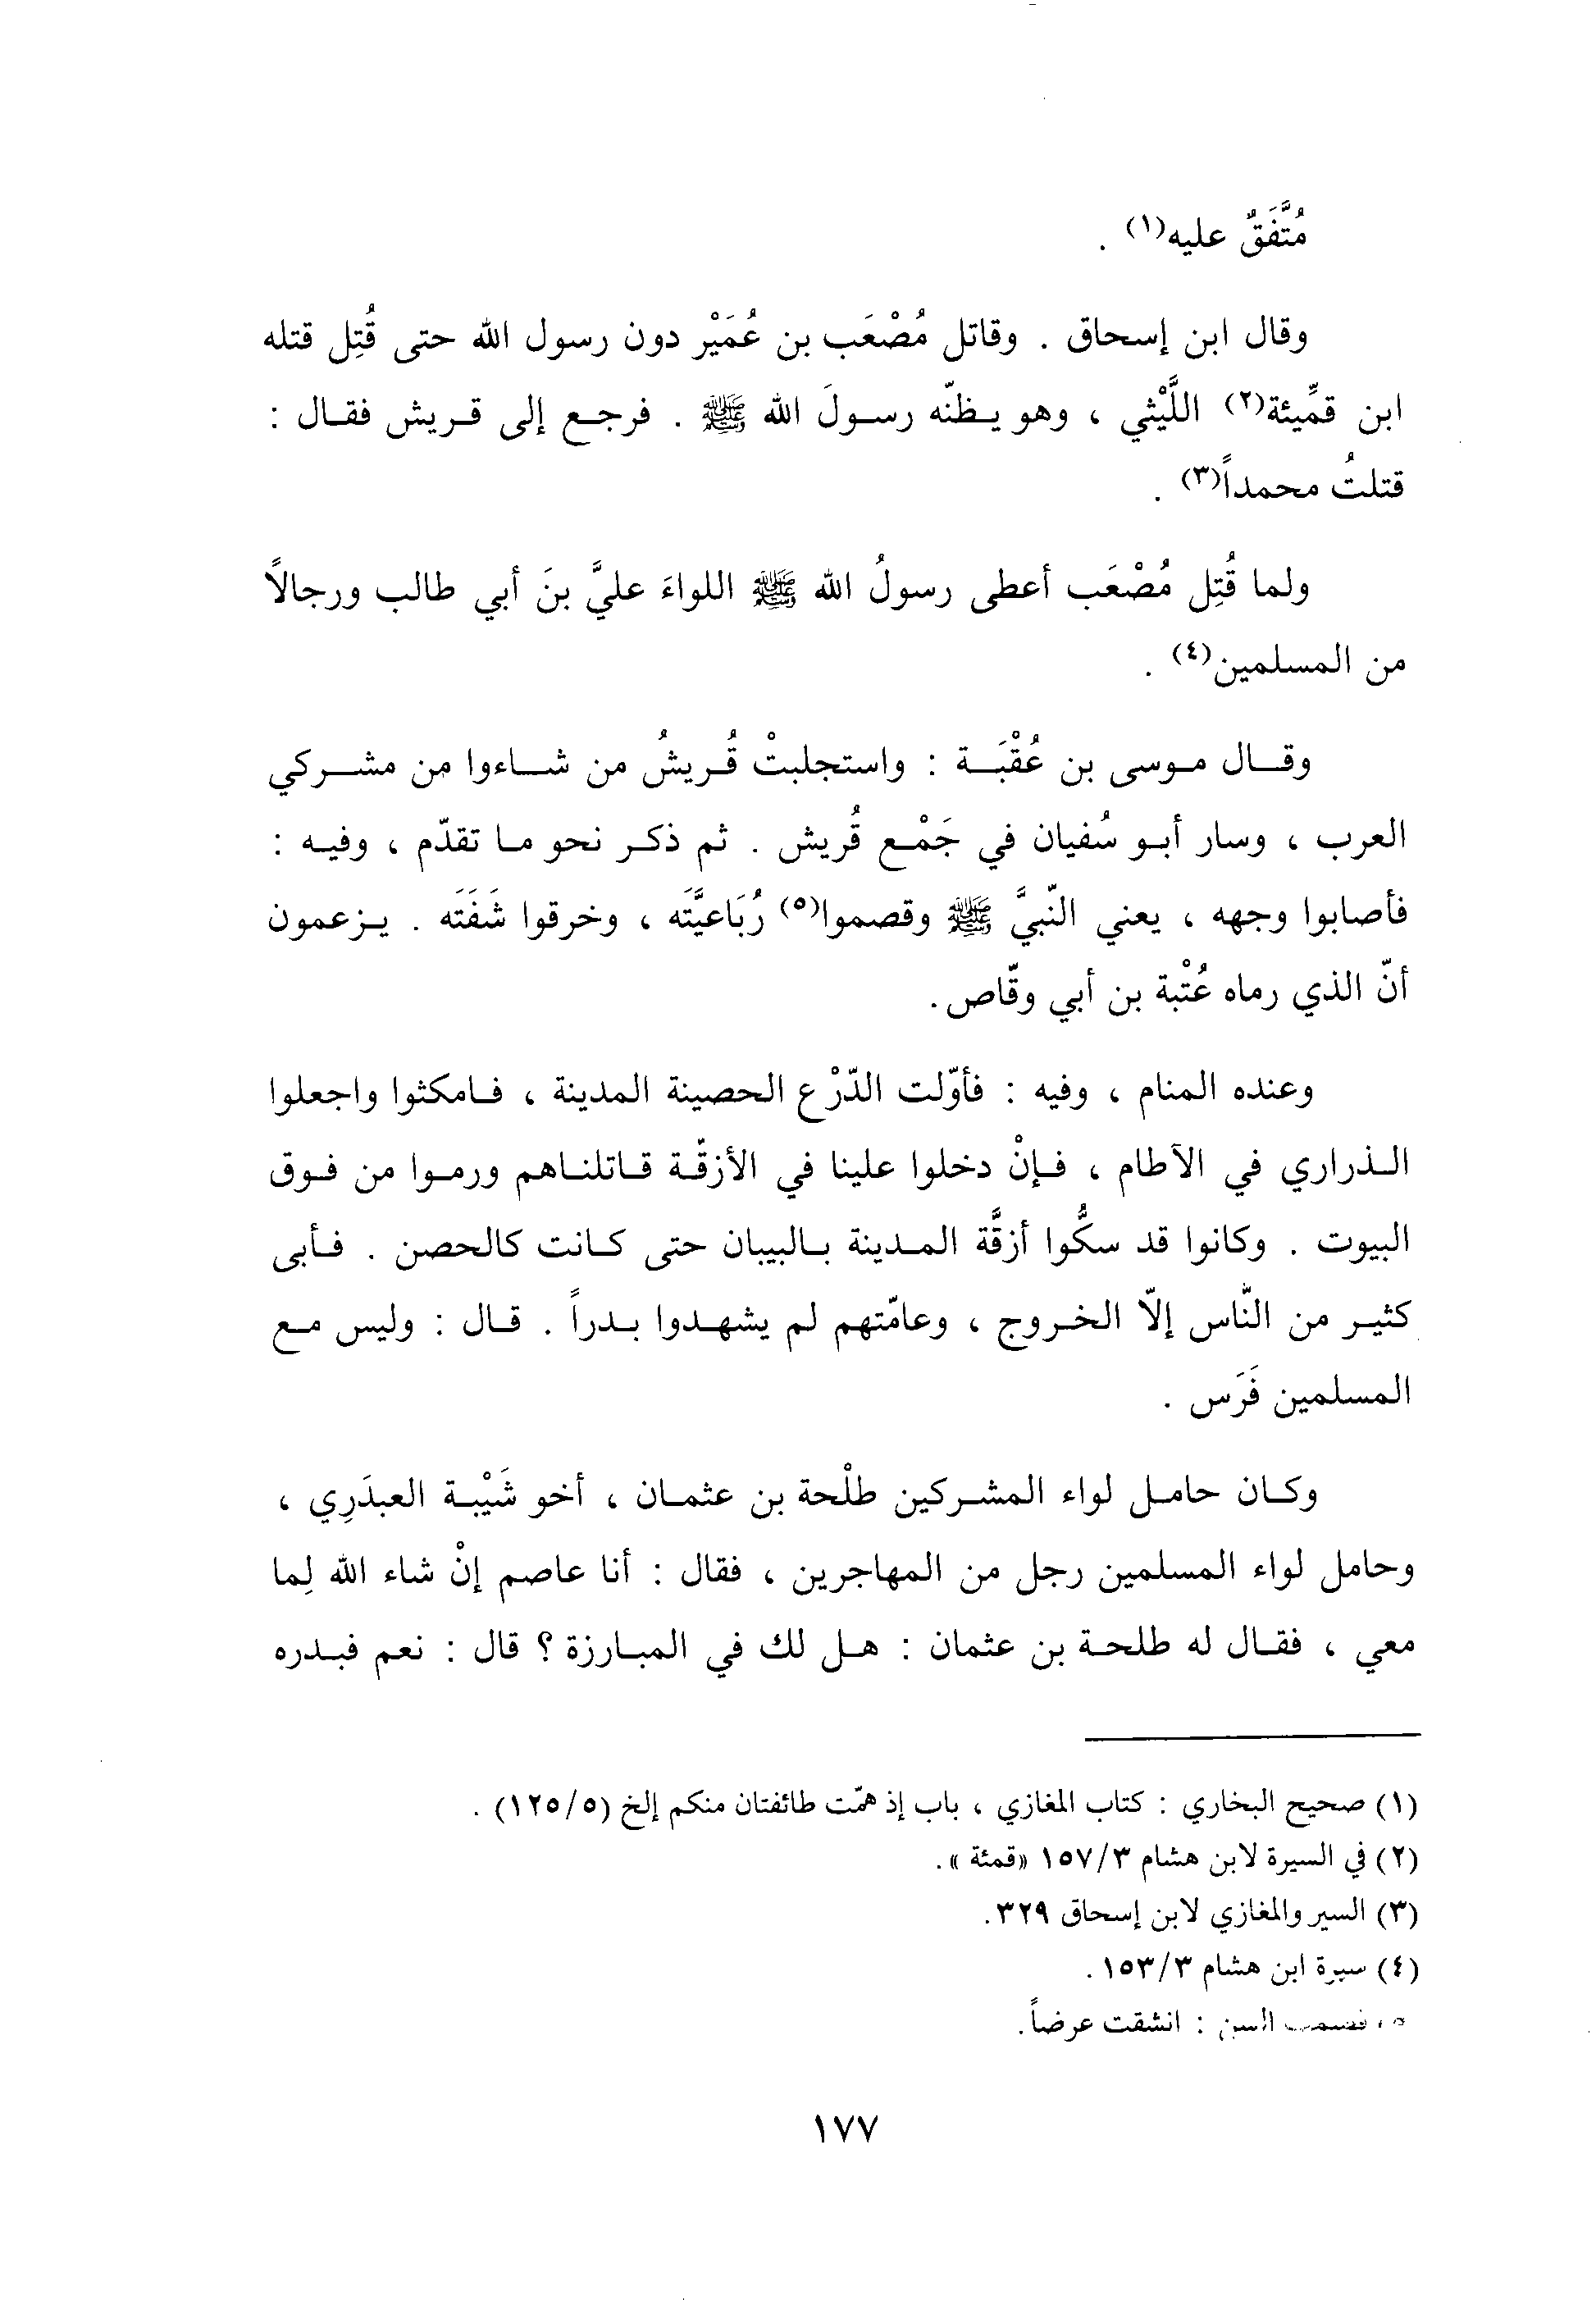 مُتَّفَقٌ عليه(١) .
وقال ابن إسحاق . وقاتل مُصْعَب بن عُمَيْر دون رسول الله حتى قُتِل قتله
ابن قمِّيئة(٢) اللَّيْثي ، وهو يظنّه رسولَ الله ﷺ . فرجع إلى قريش فقال :
قتلتُ محمداً(٣) .
ولما قُتِل مُصْعَب أعطى رسولُ الله ﷺ اللواءَ عليَّ بنَ أبي طالب ورجالاً
من المسلمين(٤) .
وقال موسى بن عُقْبَة : واستجلبتْ قُريشُ من شاءوا من مشركي
العرب ، وسار أبو سُفيان في جَمْع قُريش . ثم ذكر نحو ما تقدّم ، وفيه :
فأصابوا وجهه ، يعني النّبيَّ ﷺ وقصموا(٥) رُبَاعيَّتَه ، وخرقوا شَفَتَه . يزعمون
أنّ الذي رماه عُتْبة بن أبي وقّاص.
وعنده المنام ، وفيه : فأوّلت الدّرْع الحصينة المدينة ، فامكثوا واجعلوا
الذراري في الآطام ، فإنْ دخلوا علينا في الأزقّة قاتلناهم ورموا من فوق
البيوت . وكانوا قد سكُّوا أزقَّة المدينة بالبيبان حتى كانت كالحصن . فأبى
كثير من النّاس إلاّ الخروج ، وعامّتهم لم يشهدوا بدراً . قال : وليس مع
المسلمين فَرَس .
وكان حامل لواء المشركين طلْحة بن عثمان ، أخو شَيْبة العبدَرِي ،
وحامل لواء المسلمين رجل من المهاجرين ، فقال : أنا عاصم إنْ شاء الله لِما
معي ، فقال له طلحة بن عثمان : هل لك في المبارزة ؟ قال : نعم فبدره
(١) صحيح البخاري : كتاب المغازي ، باب إذ همّت طائفتان منكم إلخ (١٢٥/٥) .
(٢) في السيرة لابن هشام ١٥٧/٣ «قمئة» .
(٣) السير والمغازي لابن إسحاق ٣٢٩.
(٤) سيرة ابن هشام ١٥٣/٣ .
السن : انشقت عرضاً.
١٧٧